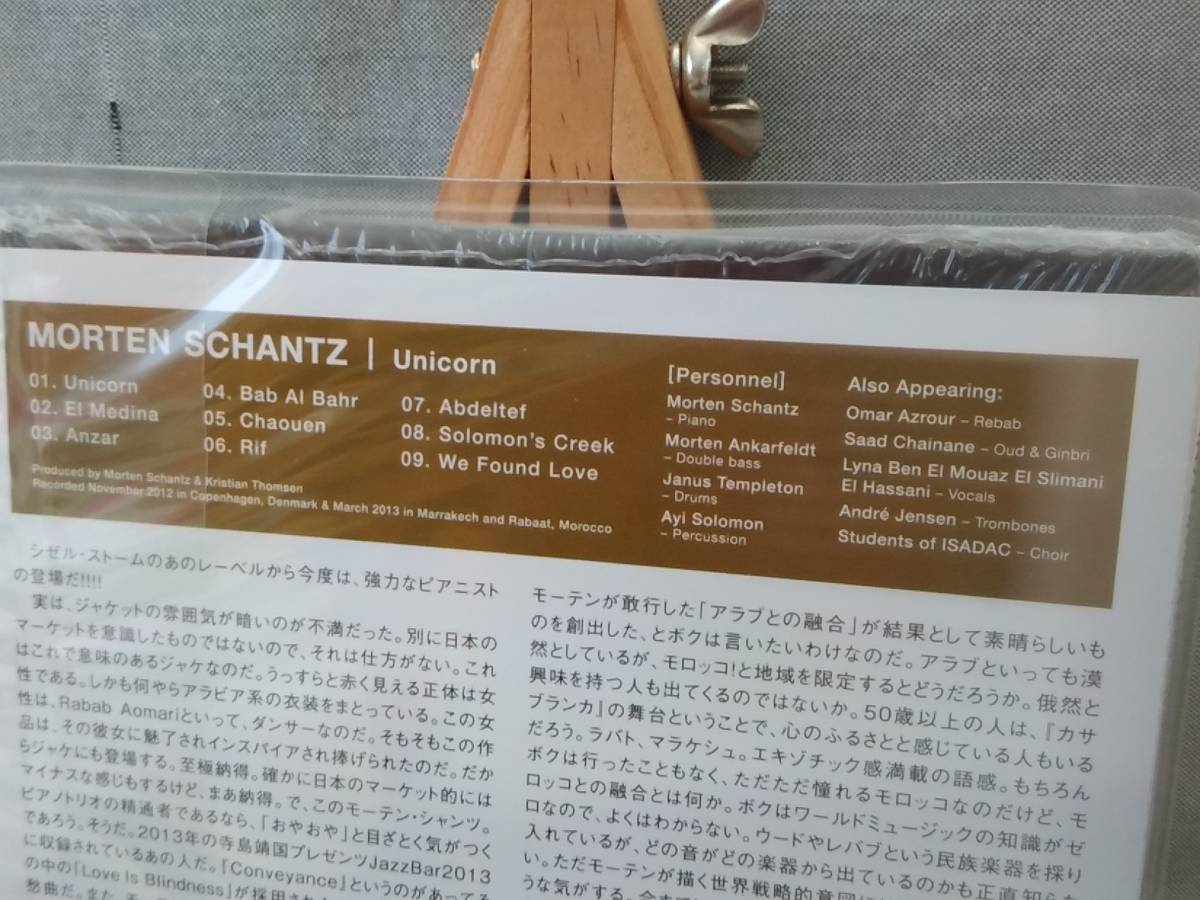 MORTEN SCHANTZ | Unicorn
01. Unicorn
02. El Medina
03. Anzar
04. Bab Al Bahr
05. Chaouen
06. Rif
07. Abdeltef
08. Solomon's Creek
09. We Found Love
Produced by Morten Schantz & Kristian Thomsen
Recorded November 2012 in Copenhagen, Denmark & March 2013 in Marrakech and Rabaat, Morocco
[Personnel]
Morten Schantz
– Piano
Morten Ankarfeldt
– Double bass
Janus Templeton
– Drums
Ayi Solomon
– Percussion
Also Appearing:
Omar Azrour – Rebab
Saad Chainane – Oud & Ginbri
Lyna Ben El Mouaz El Slimani
El Hassani – Vocals
André Jensen – Trombones
Students of ISADAC – Choir
シゼル・ストームのあのレーベルから今度は、強力なピアニスト
の登場だ!!!!
実は、ジャケットの雰囲気が暗いのが不満だった。別に日本の
マーケットを意識したものではないので、それは仕方がない。これ
はこれで意味のあるジャケなのだ。うっすらと赤く見える正体は女
性である。しかも何やらアラビア系の衣装をまとっている。この女
性は、Rabab Aomariといって、ダンサーなのだ。そもそもこの作
品は、その彼女に魅了されインスパイアされ捧げられたのだ。だか
らジャケにも登場する。至極納得。確かに日本のマーケット的には
マイナスな感じもするけど、まあ納得。で、このモーテン・シャンツ。
ピアノトリオの精通者であるなら、「おやおや」と目ざとく気がつく
であろう。そうだ。2013年の寺島靖国プレゼンツJazzBar2013
に収録されているあの人だ。『Conveyance』というのがあってそ
の中の「Love Is Blindness」が採用され
愁曲だ。また、モー
モーテンが敢行した「アラブとの融合」が結果として素晴らしいも
のを創出した、とボクは言いたいわけなのだ。アラブといっても漠
然としているが、モロッコ!と地域を限定するとどうだろうか。俄然と
興味を持つ人も出てくるのではないか。50歳以上の人は、『カサ
ブランカ』の舞台ということで、心のふるさとと感じている人もいる
だろう。ラバト、マラケシュ。エキゾチック感満載の語感。もちろん
ボクは行ったこともなく、ただただ憧れるモロッコなのだけど、モ
ロッコとの融合とは何か。ボクはワールドミュージックの知識がゼ
ロなので、よくはわからない。ウードやレバブという民族楽器を採り
入れているが、どの音がどの楽器から出ているのかも正直知らな
い。ただモーテンが描く世界戦略的意図に
うな気がする。